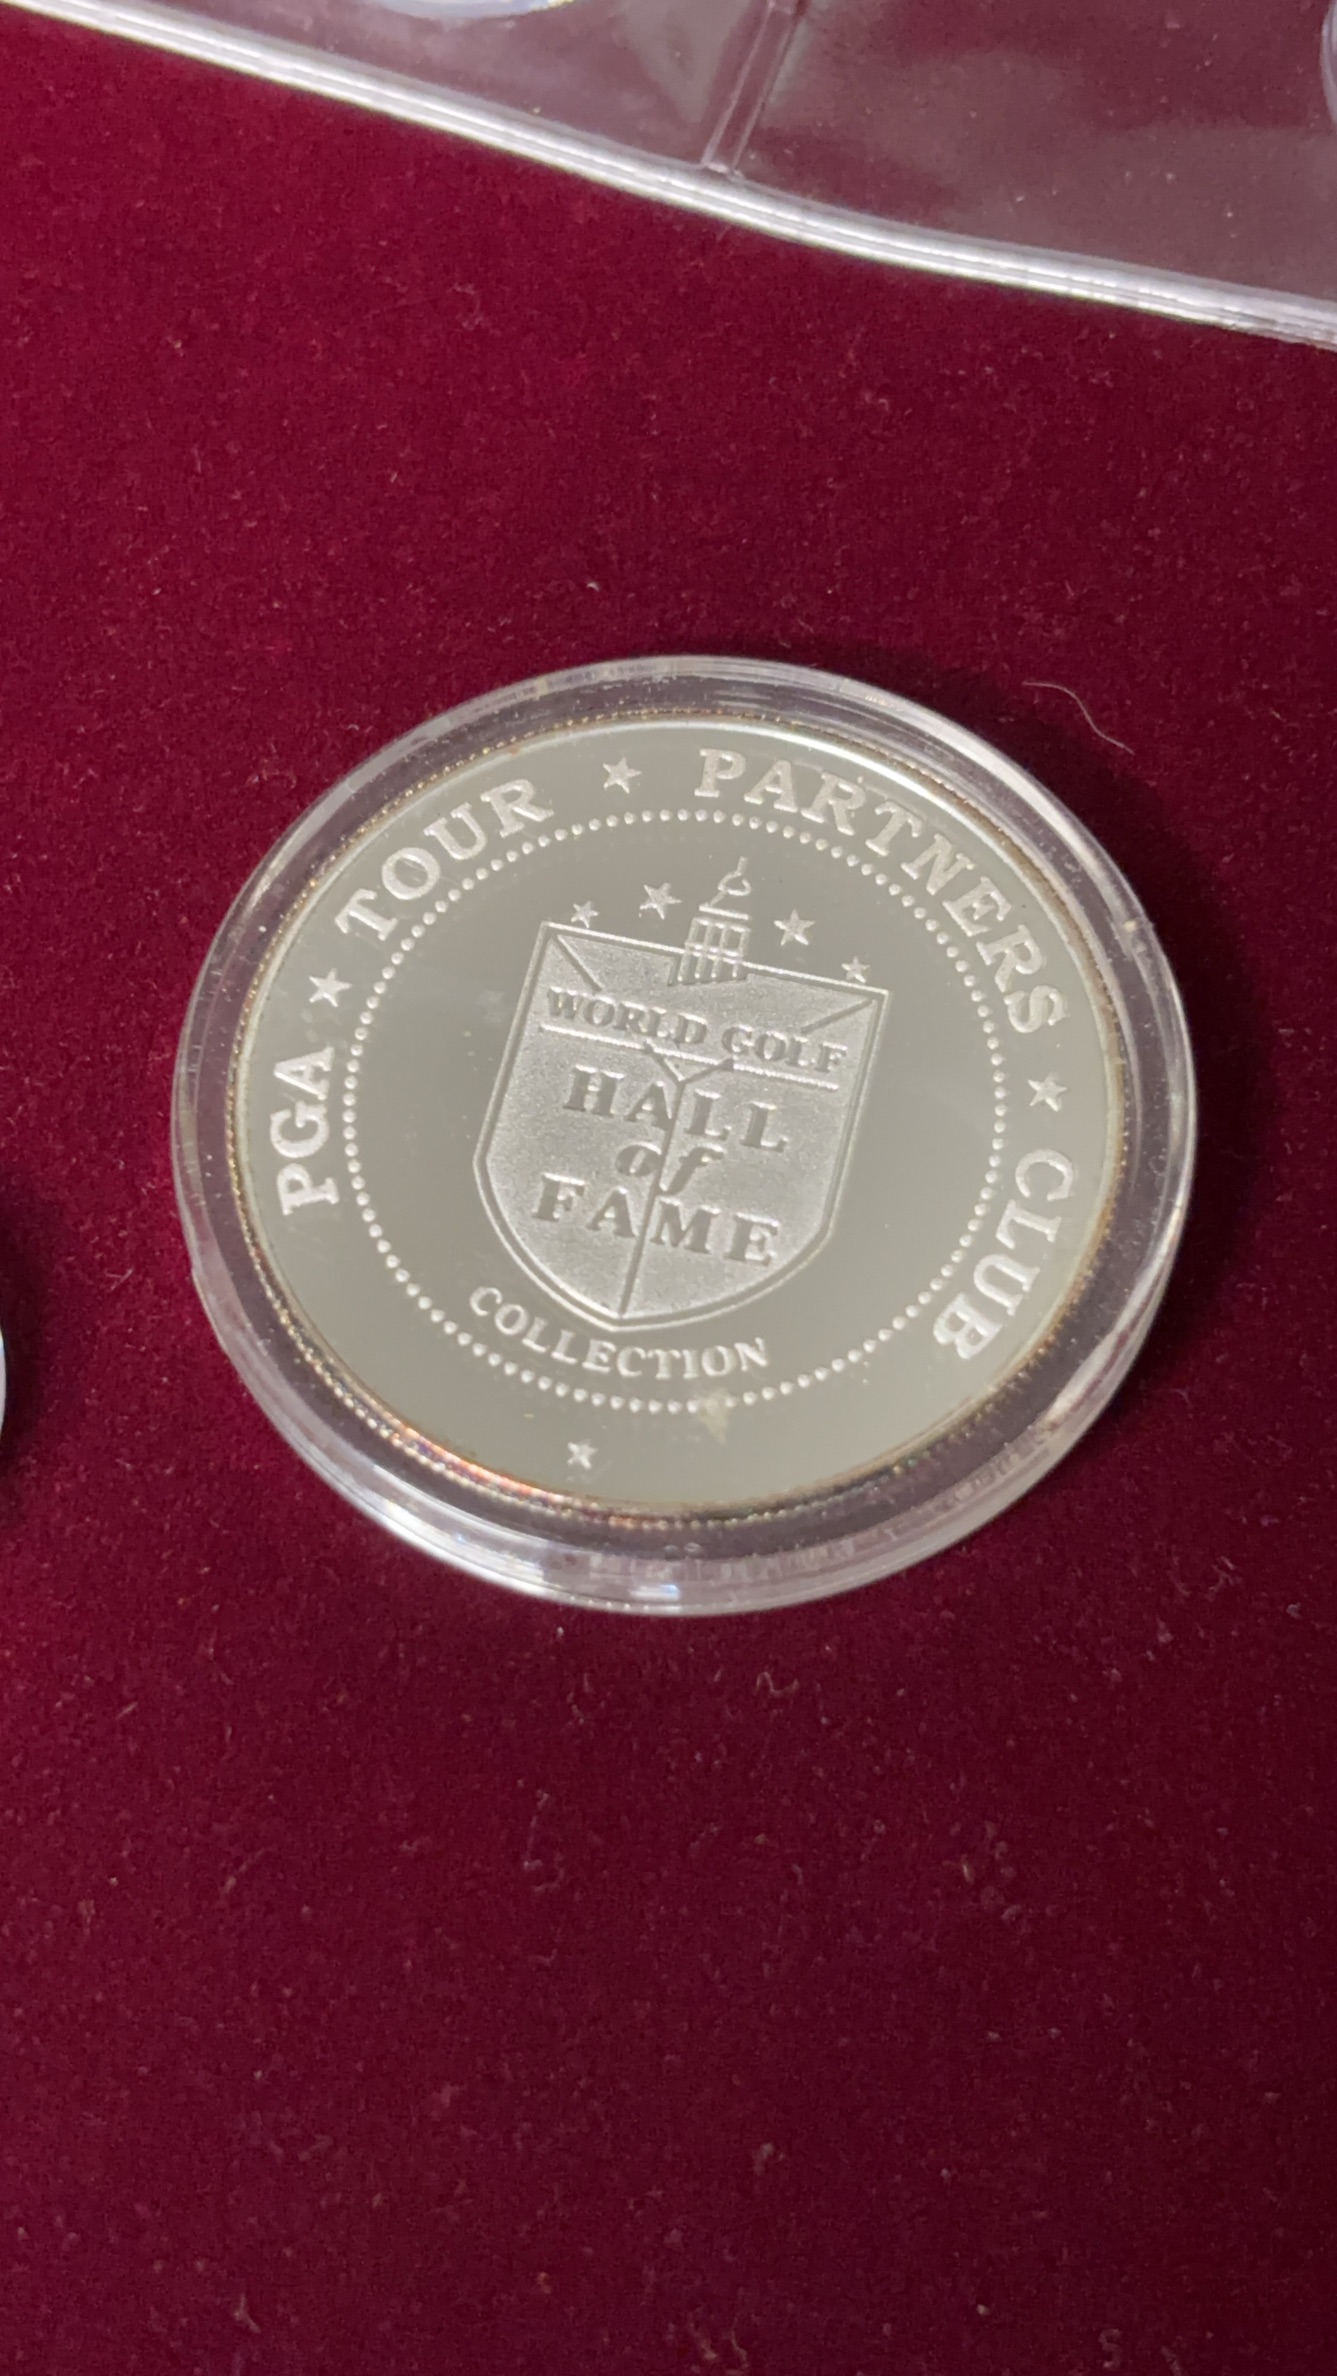 PGA ★ TOUR ★ PARTNERS ★ CLUB
WORLD GOLF
HALL
of
FAME
COLLECTION